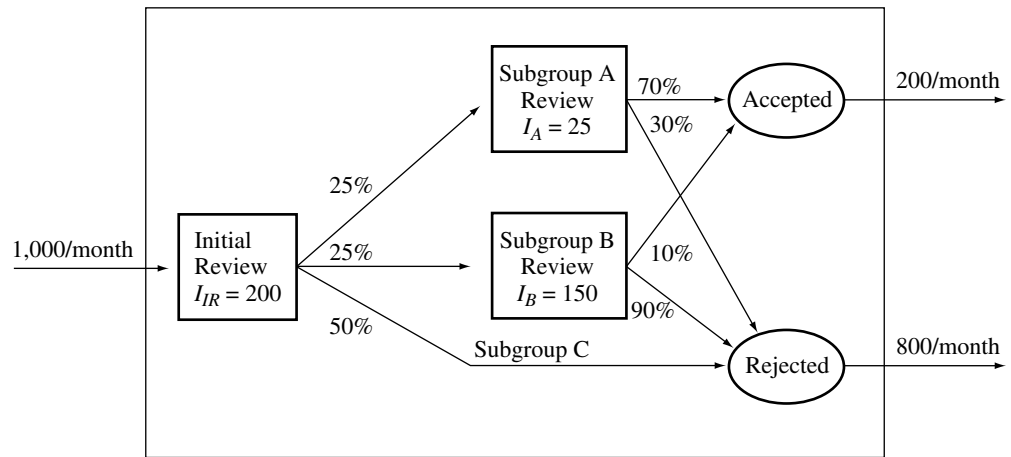 Subgroup A
Review
I_A = 25
70%
30%
Accepted
200/month
25%
1,000/month
Initial
Review
I_IR = 200
25%
Subgroup B
Review
I_B = 150
10%
90%
50%
Subgroup C
Rejected
800/month